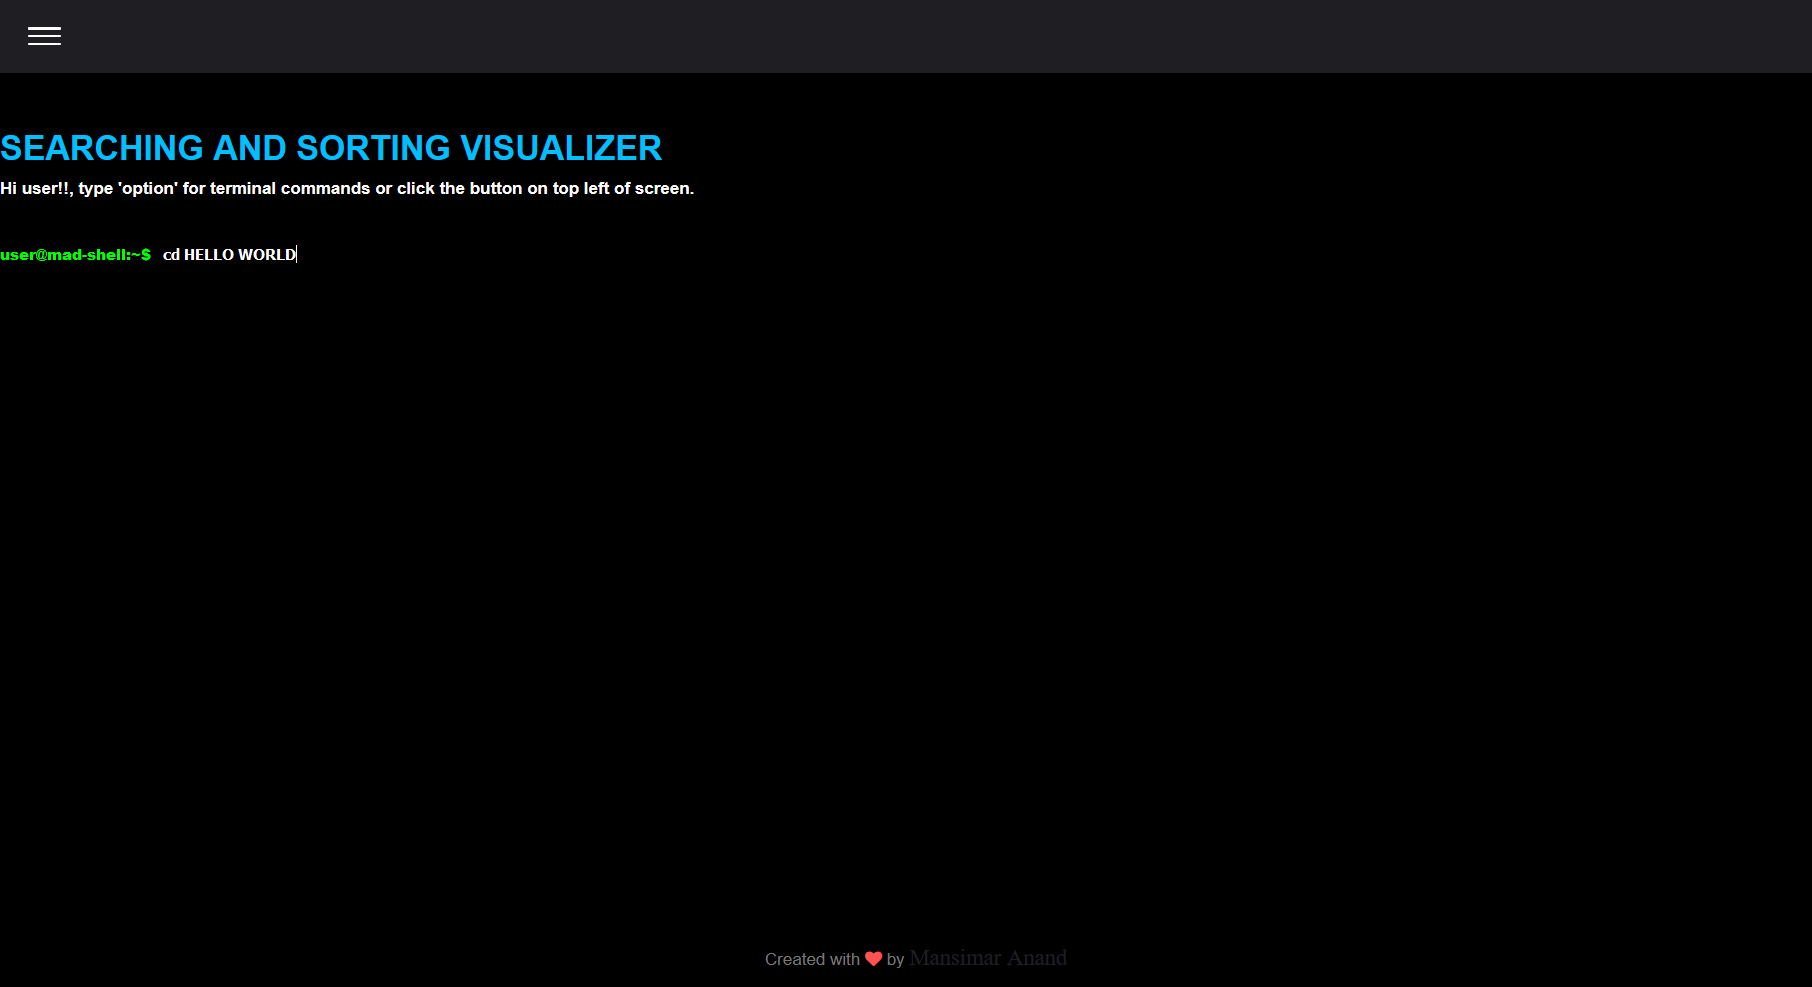 SEARCHING AND SORTING VISUALIZER
Hi user!!, type 'option' for terminal commands or click the button on top left of screen.
user@mad-shell:~$ cd HELLO WORLD
Created with ❤ by Mansimar Anand